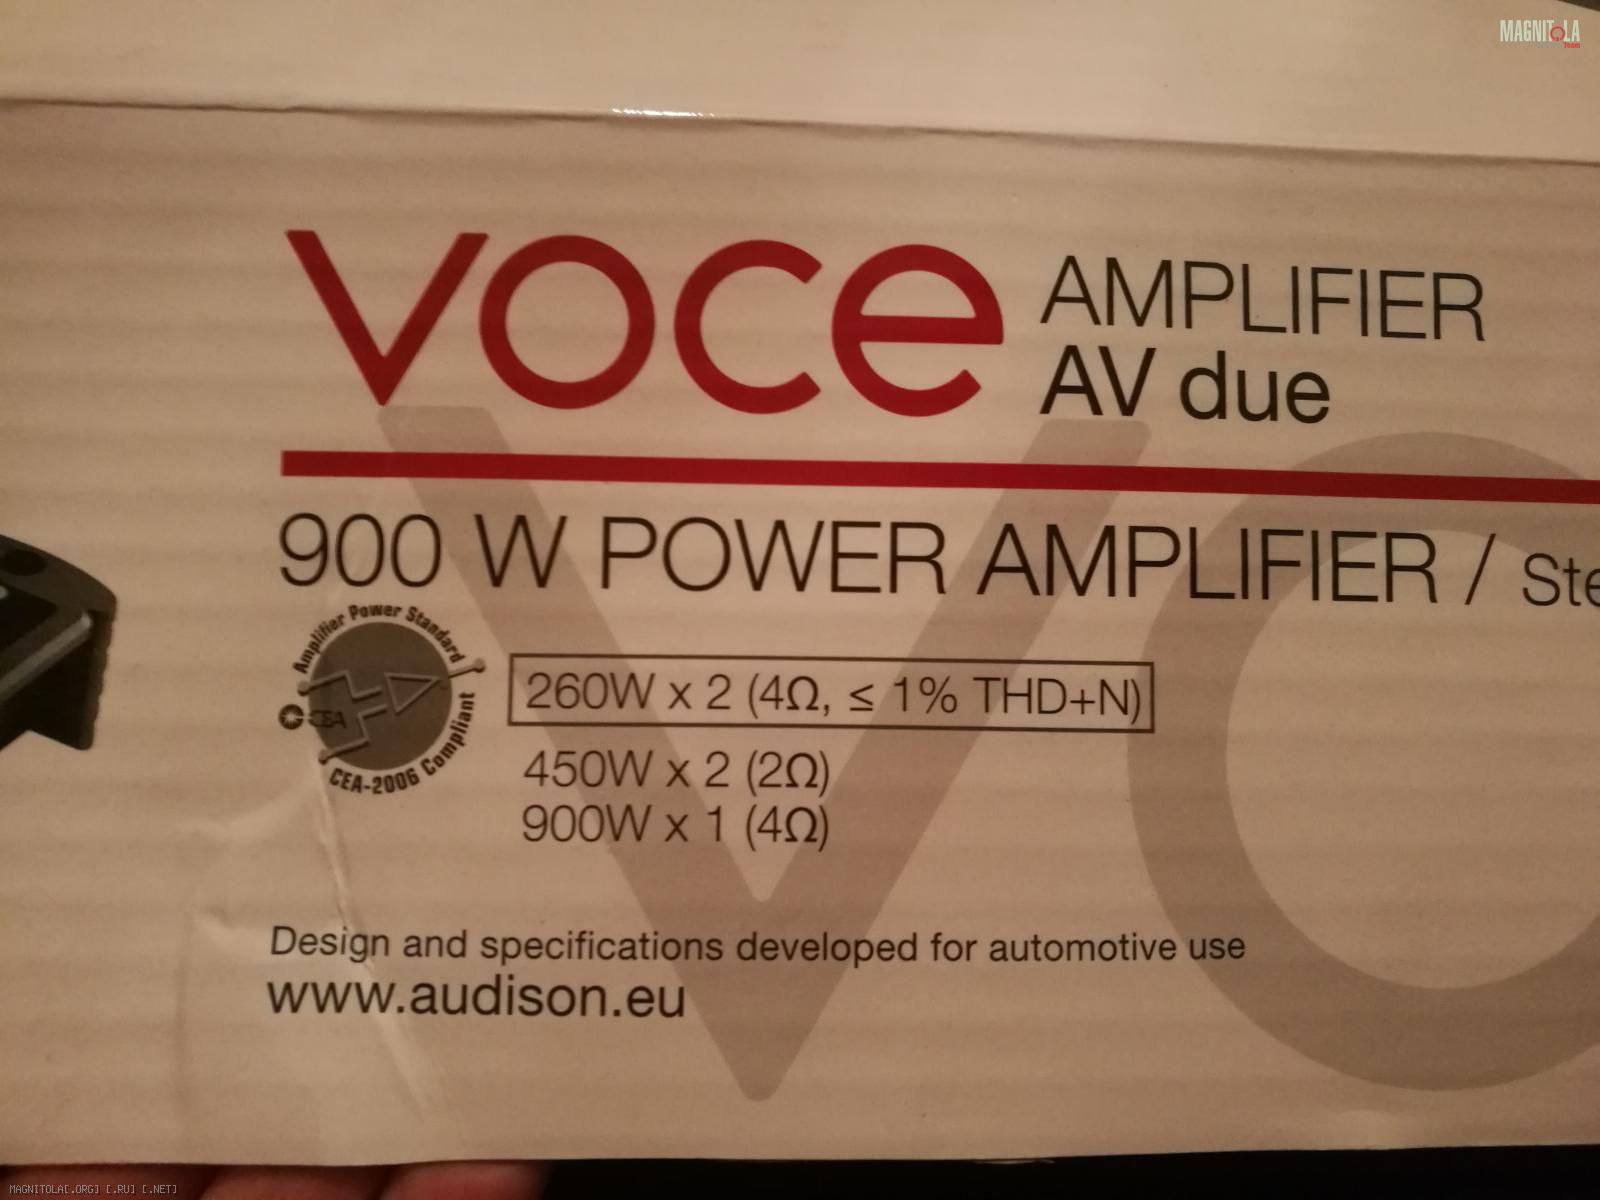 MAGNITOLA
Team
voce AMPLIFIER
AV due
900 W POWER AMPLIFIER / Ste
Amplifier Power Standard
CEA
CEA-2006 Compliant
260W x 2 (4Ω, ≤ 1% THD+N)
450W x 2 (2Ω)
900W x 1 (4Ω)
Design and specifications developed for automotive use
www.audison.eu
MAGNITOLA[.ORG] [.RU] [.NET]